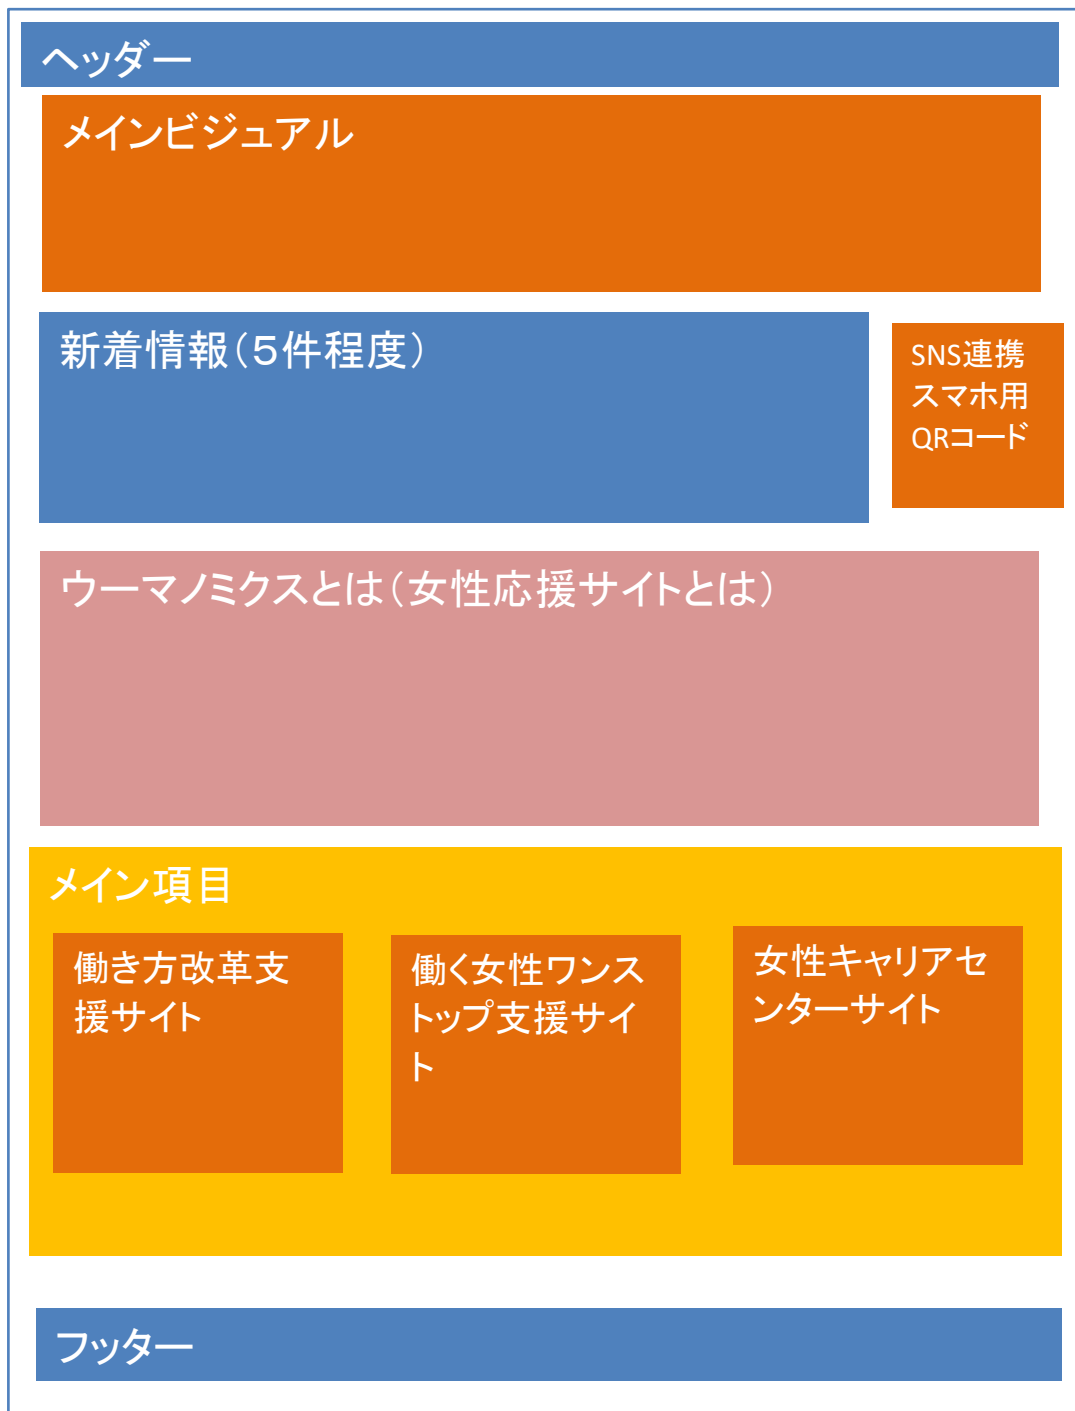 ヘッダー
メインビジュアル
新着情報（５件程度）
SNS連携
スマホ用
QRコード
ウーマノミクスとは（女性応援サイトとは）
メイン項目
働き方改革支
援サイト
働く女性ワンス
トップ支援サイ
ト
女性キャリアセ
ンターサイト
フッター